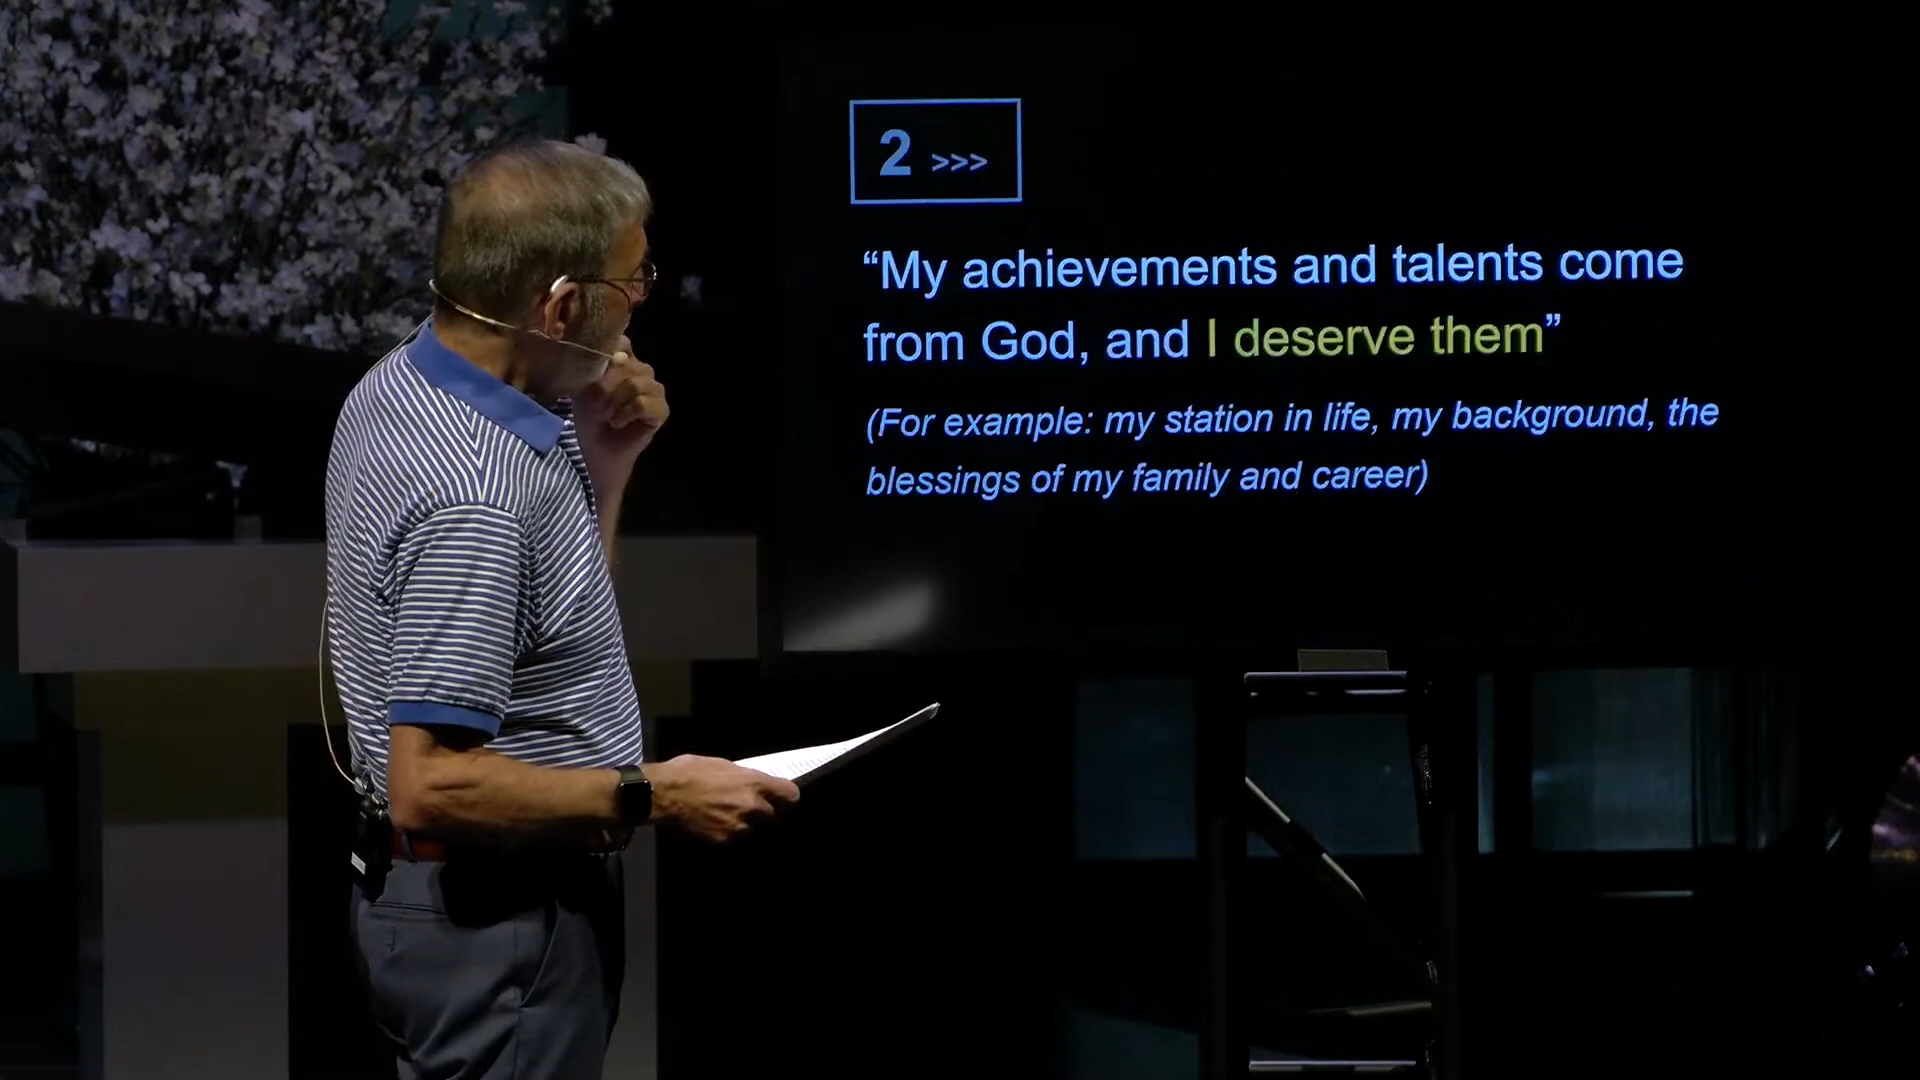 2 >>>
“My achievements and talents come
from God, and I deserve them”
(For example: my station in life, my background, the
blessings of my family and career)